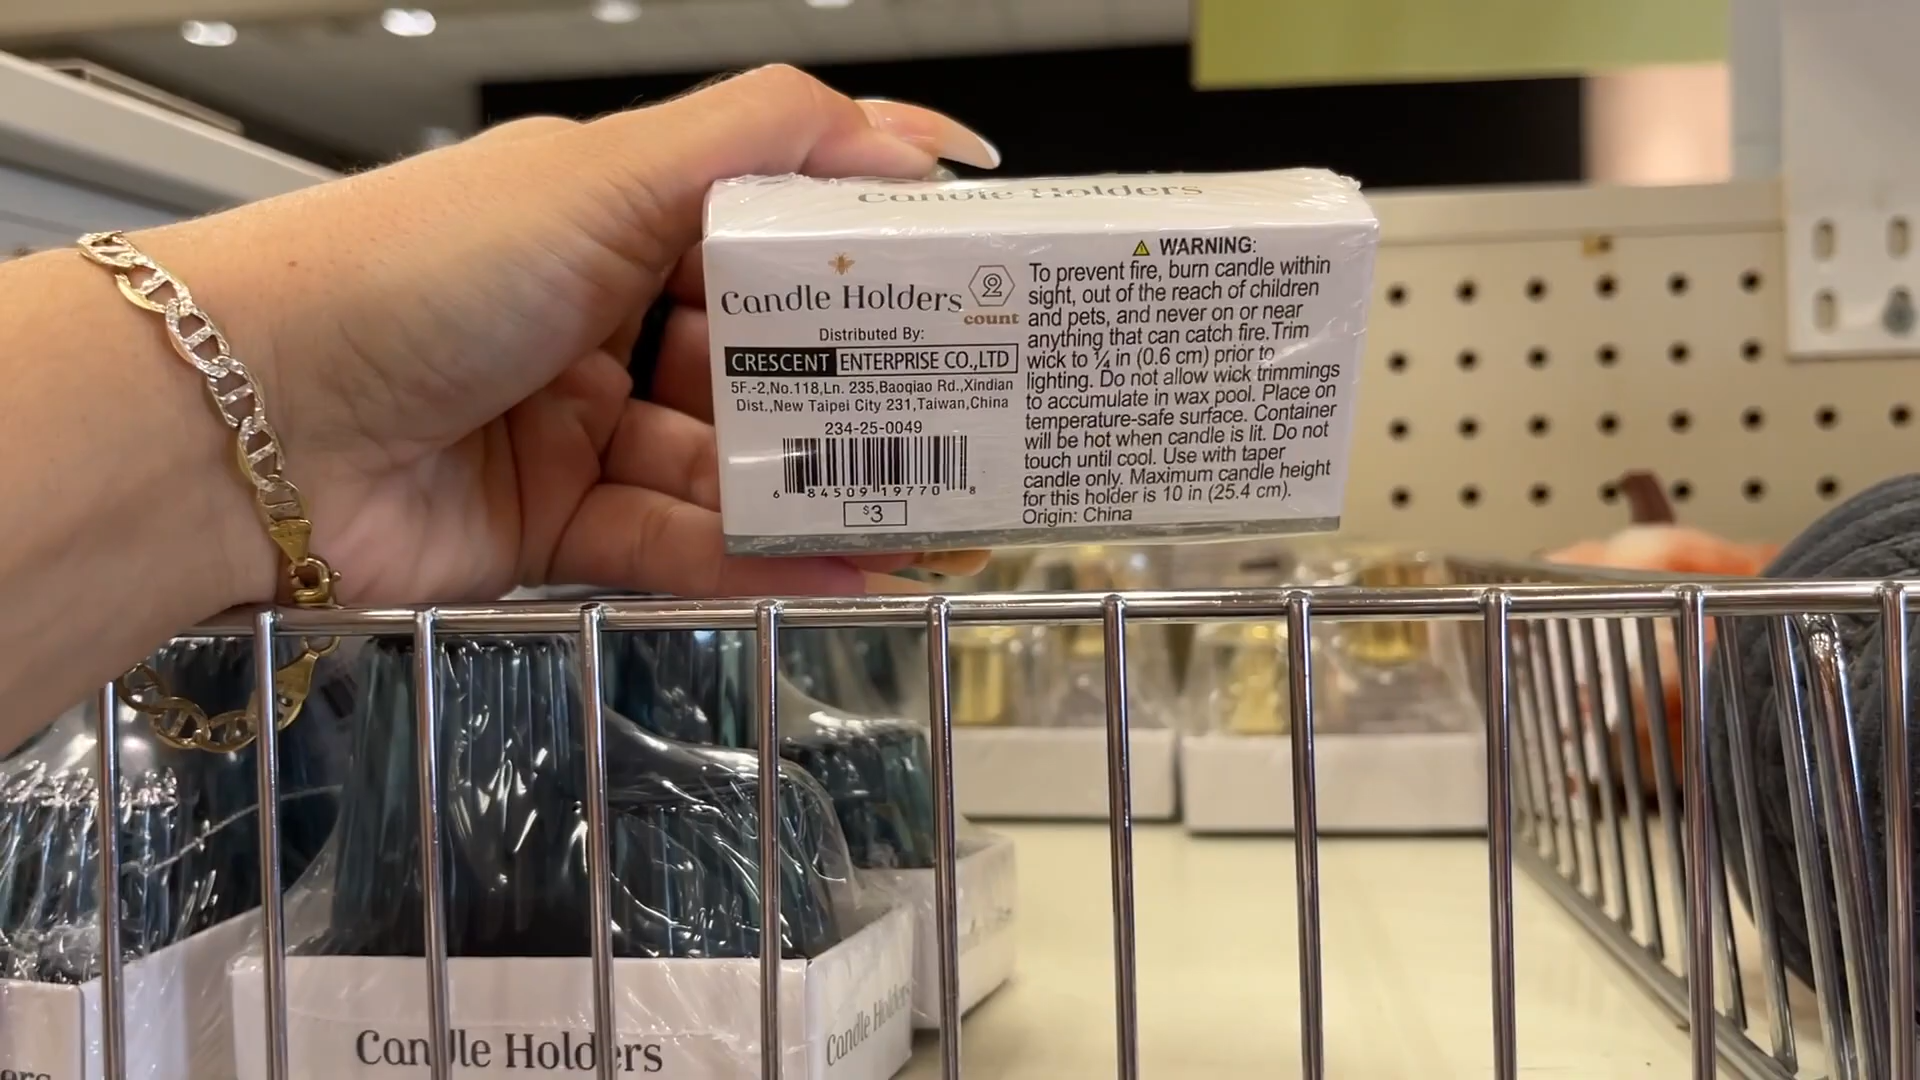 Candle Holders
Candle Holders
2
count
Distributed By:
CRESCENT ENTERPRISE CO.,LTD
5F.-2,No.118,Ln. 235,Baoqiao Rd.,Xindian
Dist.,New Taipei City 231,Taiwan,China
234-25-0049
6 84509 19770 8
$3
WARNING:
To prevent fire, burn candle within
sight, out of the reach of children
and pets, and never on or near
anything that can catch fire. Trim
wick to ¼ in (0.6 cm) prior to
lighting. Do not allow wick trimmings
to accumulate in wax pool. Place on
temperature-safe surface. Container
will be hot when candle is lit. Do not
touch until cool. Use with taper
candle only. Maximum candle height
for this holder is 10 in (25.4 cm).
Origin: China
Candle Holders
Candle Holders